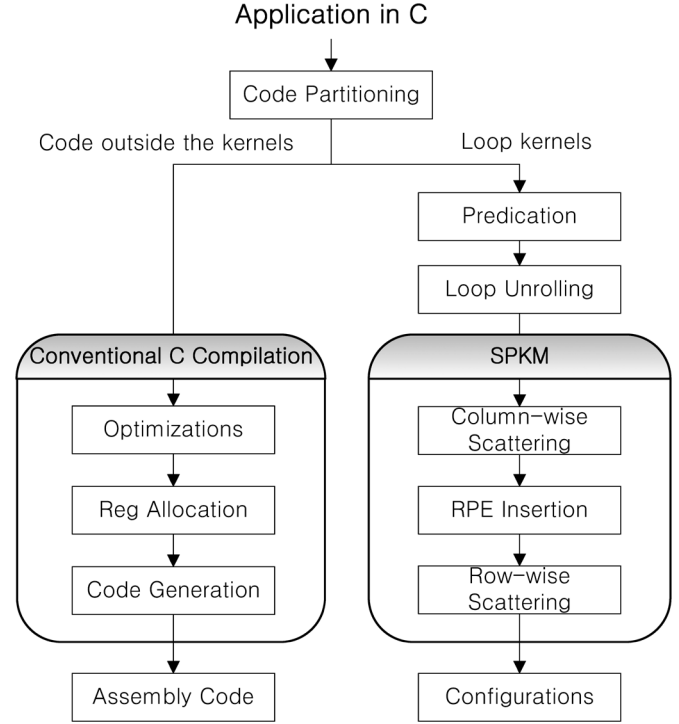 Application in C
Code Partitioning
Code outside the kernels
Loop kernels
Predication
Loop Unrolling
Conventional C Compilation
SPKM
Optimizations
Column-wise
Scattering
Reg Allocation
RPE Insertion
Code Generation
Row-wise
Scattering
Assembly Code
Configurations